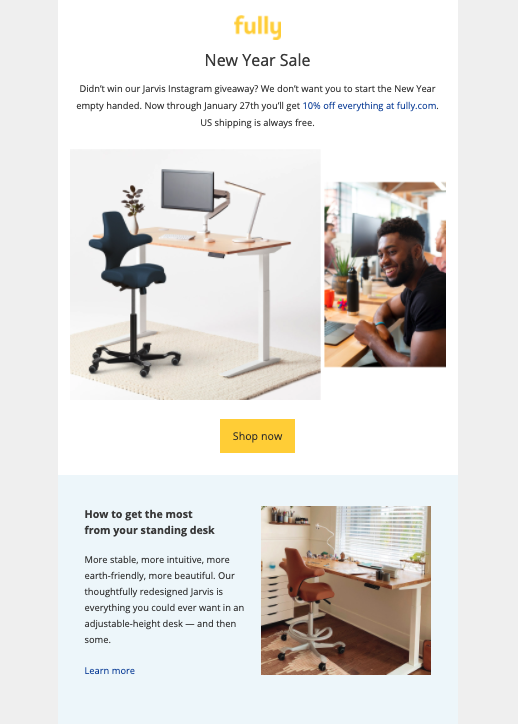 fully
New Year Sale
Didn’t win our Jarvis Instagram giveaway? We don’t want you to start the New Year
empty handed. Now through January 27th you’ll get 10% off everything at fully.com.
US shipping is always free.
Shop now
How to get the most
from your standing desk
More stable, more intuitive, more
earth-friendly, more beautiful. Our
thoughtfully redesigned Jarvis is
everything you could ever want in an
adjustable-height desk — and then
some.
Learn more